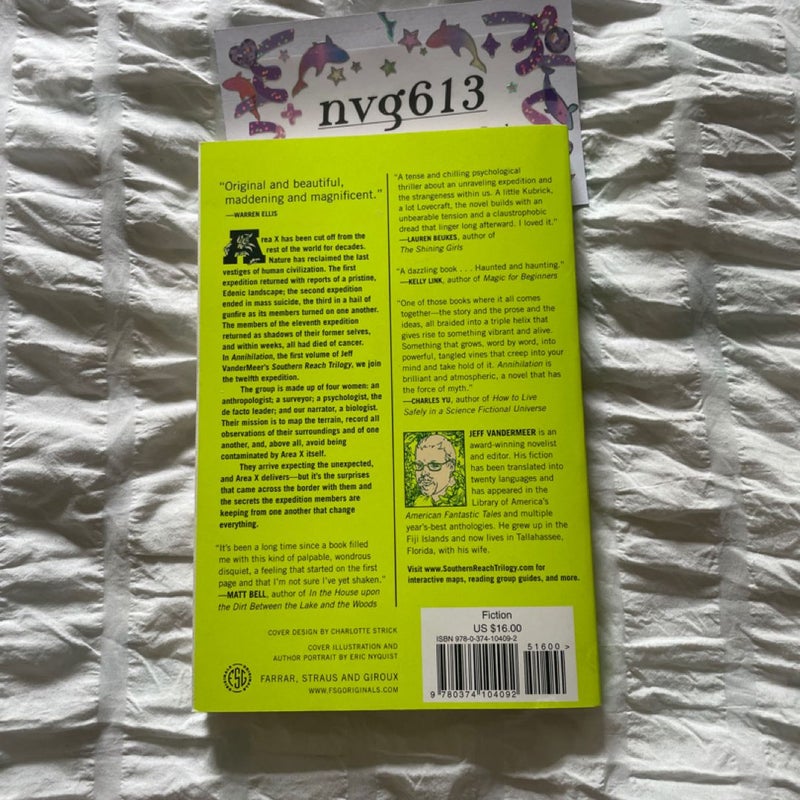 nvg613
“Original and beautiful,
maddening and magnificent.”
—WARREN ELLIS
Area X has been cut off from the
rest of the world for decades.
Nature has reclaimed the last
vestiges of human civilization. The first
expedition returned with reports of a pristine,
Edenic landscape; the second expedition
ended in mass suicide, the third in a hail of
gunfire as its members turned on one another.
The members of the eleventh expedition
returned as shadows of their former selves,
and within weeks, all had died of cancer.
In Annihilation, the first volume of Jeff
VanderMeer's Southern Reach Trilogy, we join
the twelfth expedition.
The group is made up of four women: an
anthropologist; a surveyor; a psychologist, the
de facto leader; and our narrator, a biologist.
Their mission is to map the terrain, record all
observations of their surroundings and of one
another, and, above all, avoid being
contaminated by Area X itself.
They arrive expecting the unexpected,
and Area X delivers—but it's the surprises
that came across the border with them and
the secrets the expedition members are
keeping from one another that change
everything.
“It's been a long time since a book filled
me with this kind of palpable, wondrous
disquiet, a feeling that started on the first
page and that I'm not sure I've yet shaken.”
—MATT BELL, author of In the House upon
the Dirt Between the Lake and the Woods
“A tense and chilling psychological
thriller about an unraveling expedition and
the strangeness within us. A little Kubrick,
a lot Lovecraft, the novel builds with an
unbearable tension and a claustrophobic
dread that linger long afterward. I loved it.”
—LAUREN BEUKES, author of
The Shining Girls
“A dazzling book . . . Haunted and haunting.”
—KELLY LINK, author of Magic for Beginners
“One of those books where it all comes
together—the story and the prose and the
ideas, all braided into a triple helix that
gives rise to something vibrant and alive.
Something that grows, word by word, into
powerful, tangled vines that creep into your
mind and take hold of it. Annihilation is
brilliant and atmospheric, a novel that has
the force of myth.”
—CHARLES YU, author of How to Live
Safely in a Science Fictional Universe
JEFF VANDERMEER is an
award-winning novelist
and editor. His fiction
has been translated into
twenty languages and
has appeared in the
Library of America's
American Fantastic Tales and multiple
year's-best anthologies. He grew up in the
Fiji Islands and now lives in Tallahassee,
Florida, with his wife.
Visit www.SouthernReachTrilogy.com for
interactive maps, reading group guides, and more.
COVER DESIGN BY CHARLOTTE STRICK
COVER ILLUSTRATION AND
AUTHOR PORTRAIT BY ERIC NYQUIST
FSG
FARRAR, STRAUS AND GIROUX
WWW.FSGORIGINALS.COM
Fiction
US $16.00
ISBN 978-0-374-10409-2
51600 >
9 780374 104092